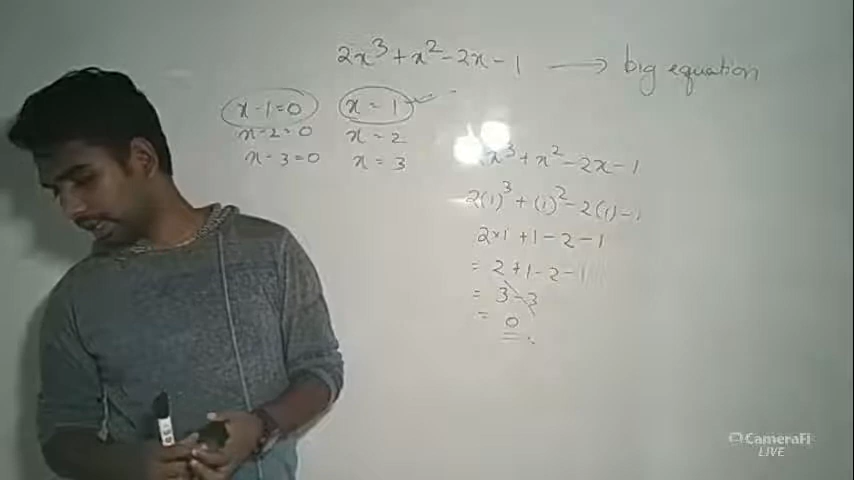 2x³ + x² - 2x - 1 → big equation
x - 1 = 0 x = 1 ✓
x - 2 = 0 x = 2
x - 3 = 0 x = 3
x³ + x² - 2x - 1
2(1)³ + (1)² - 2(1) - 1
2×1 + 1 - 2 - 1
= 2 + 1 - 2 - 1
= 3 - 3
= 0
CameraFi
LIVE